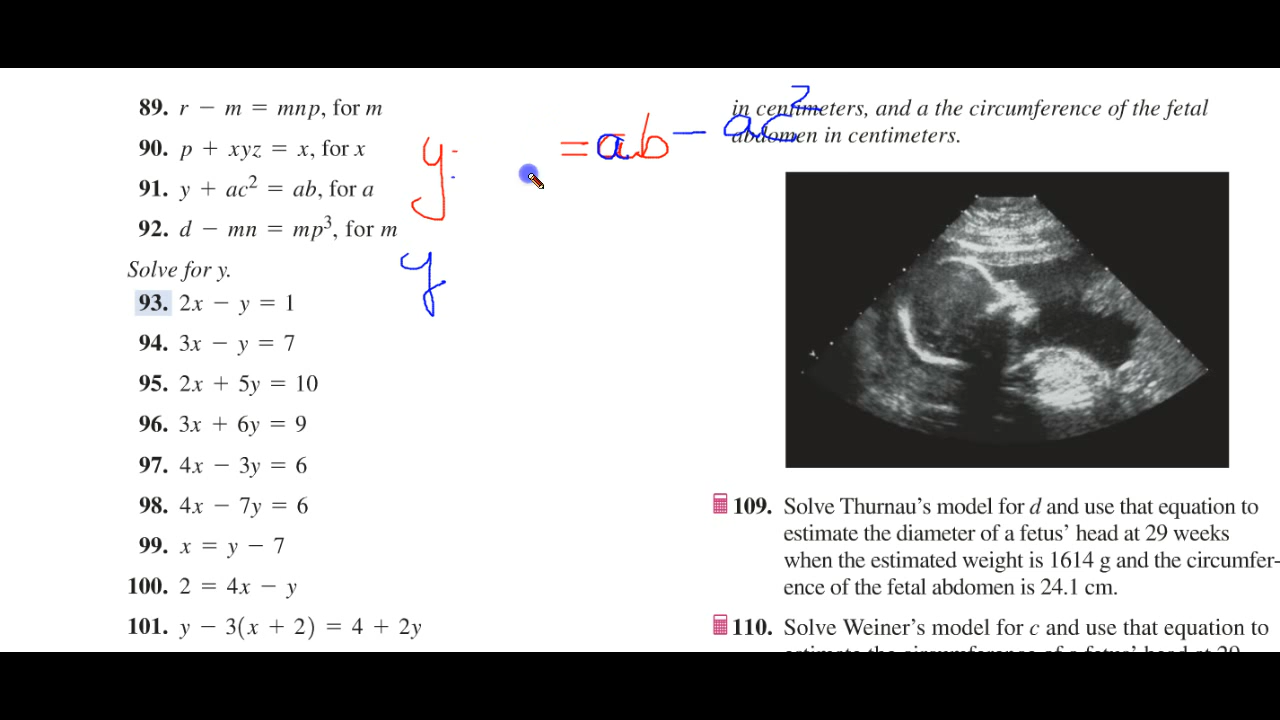 89. r − m = mnp, for m
90. p + xyz = x, for x
91. y + ac² = ab, for a
92. d − mn = mp³, for m
Solve for y.
93. 2x − y = 1
94. 3x − y = 7
95. 2x + 5y = 10
96. 3x + 6y = 9
97. 4x − 3y = 6
98. 4x − 7y = 6
99. x = y − 7
100. 2 = 4x − y
101. y − 3(x + 2) = 4 + 2y
y = ab − ac²
y
in centimeters, and a the circumference of the fetal
abdomen in centimeters.
109. Solve Thurnau’s model for d and use that equation to
estimate the diameter of a fetus’ head at 29 weeks
when the estimated weight is 1614 g and the circumfer-
ence of the fetal abdomen is 24.1 cm.
110. Solve Weiner’s model for c and use that equation to